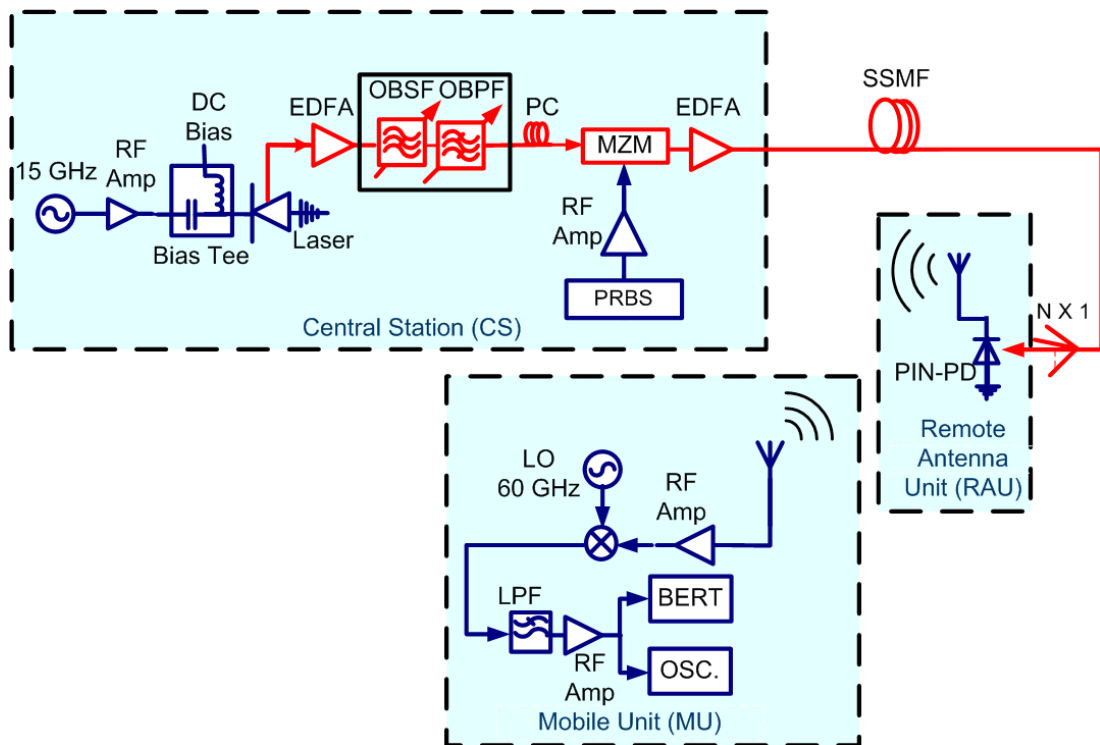 OBSF OBPF
EDFA
PC
EDFA
SSMF
DC
Bias
RF
Amp
15 GHz
MZM
Laser
Bias Tee
RF
Amp
PRBS
Central Station (CS)
N X 1
PIN-PD
Remote
Antenna
Unit (RAU)
LO
60 GHz
RF
Amp
LPF
BERT
RF
Amp
OSC.
Mobile Unit (MU)